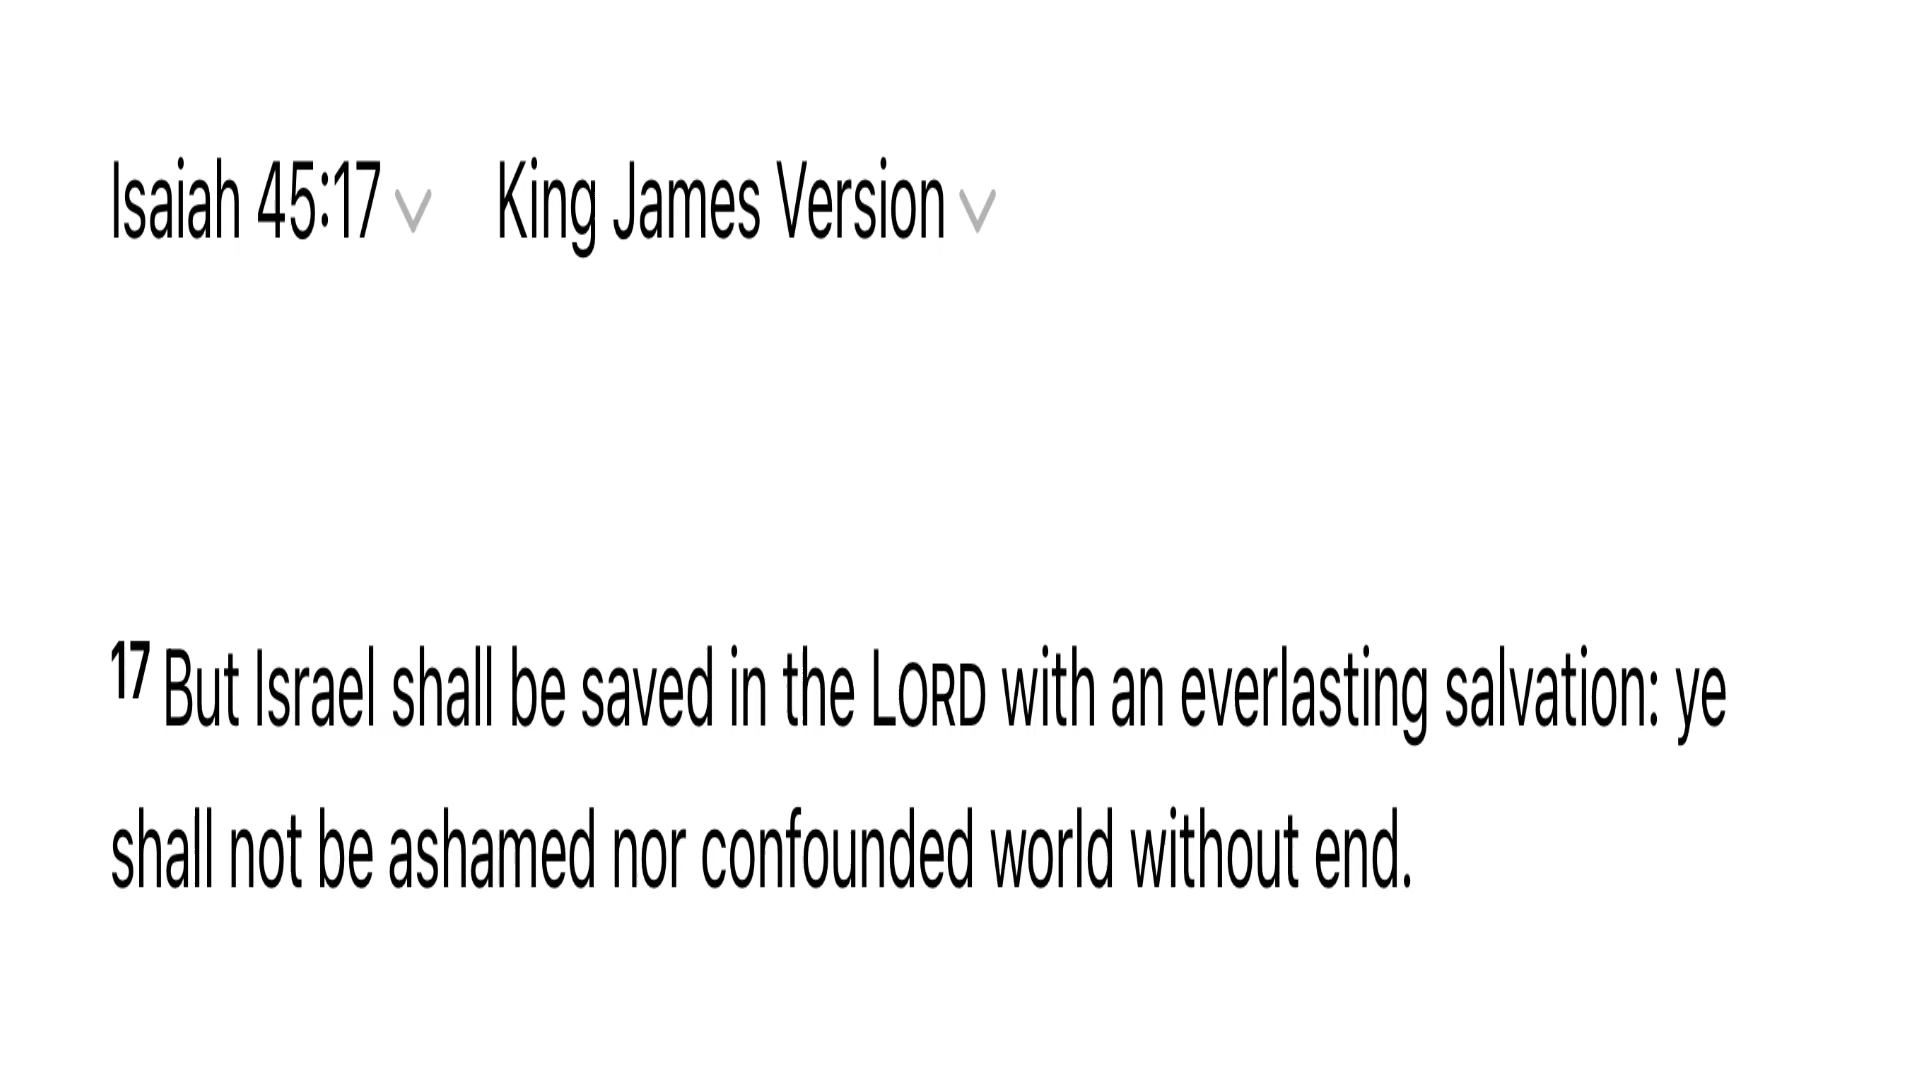 Isaiah 45:17 King James Version
17 But Israel shall be saved in the LORD with an everlasting salvation: ye
shall not be ashamed nor confounded world without end.